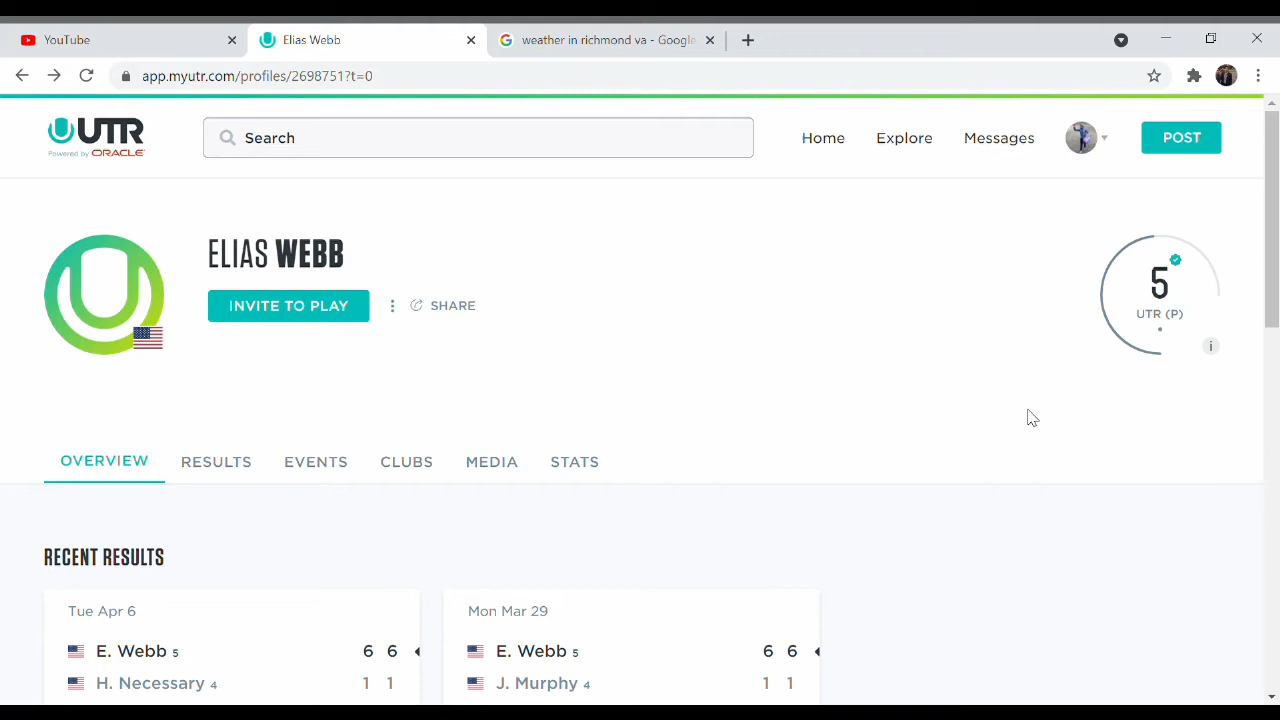 YouTube
Elias Webb
weather in richmond va - Google
app.myutr.com/profiles/2698751?t=0
UTR
Powered by ORACLE
Search
Home
Explore
Messages
POST
ELIAS WEBB
INVITE TO PLAY
SHARE
5
UTR (P)
i
OVERVIEW
RESULTS
EVENTS
CLUBS
MEDIA
STATS
RECENT RESULTS
Tue Apr 6
E. Webb 5 6 6
H. Necessary 4 1 1
Mon Mar 29
E. Webb 5 6 6
J. Murphy 4 1 1